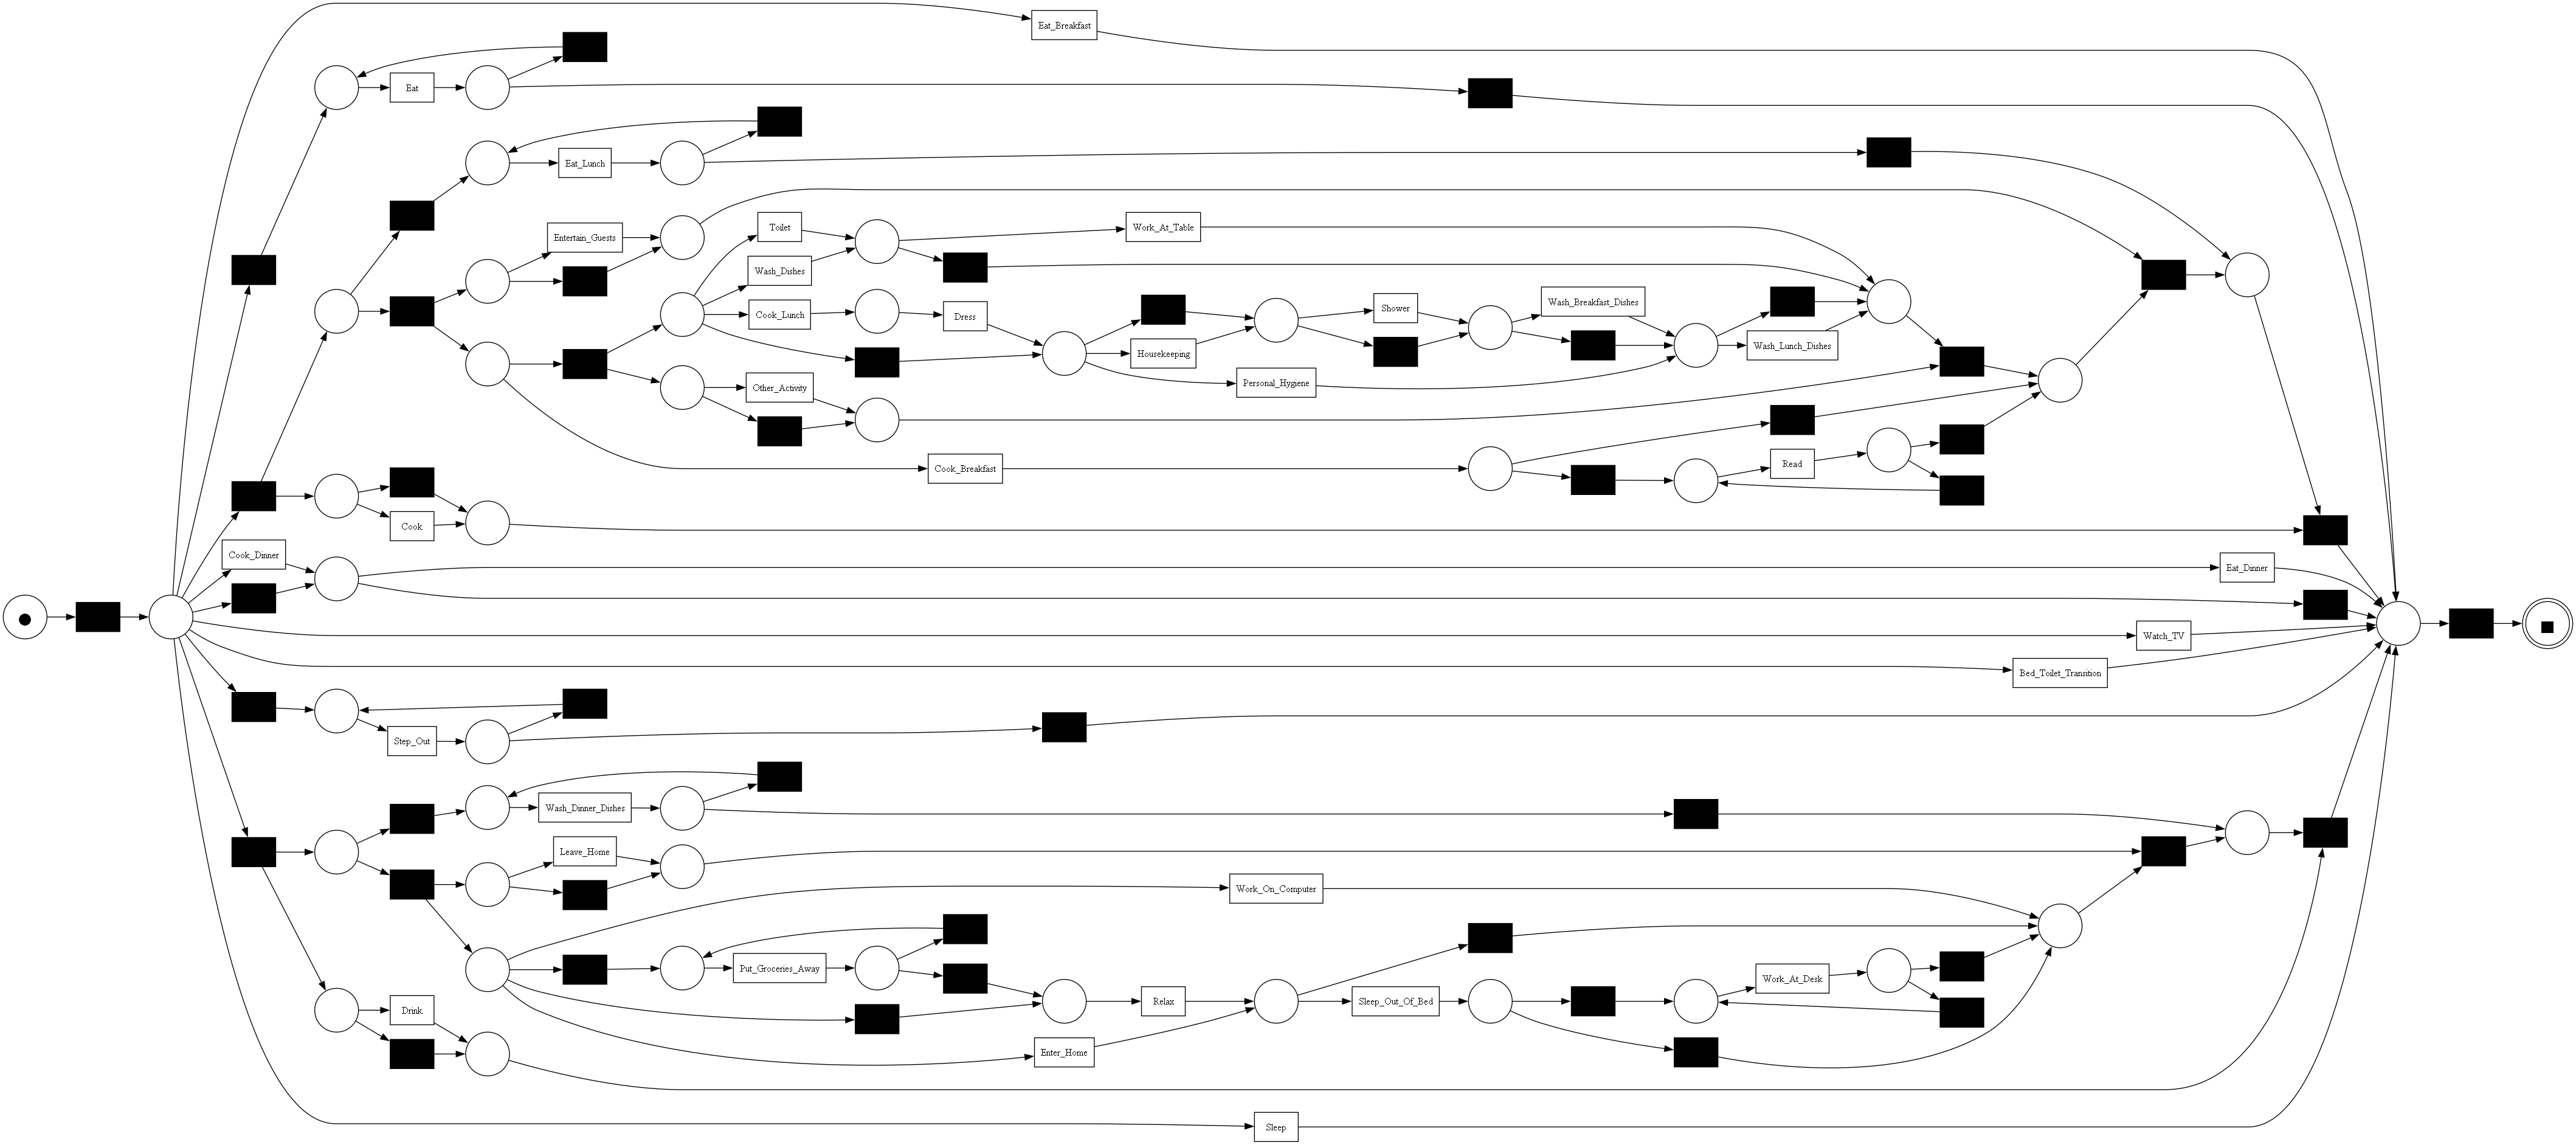 Eat_Breakfast
Eat
Eat_Lunch
Entertain_Guests
Toilet
Work_At_Table
Wash_Dishes
Cook_Lunch
Dress
Shower
Wash_Breakfast_Dishes
Housekeeping
Wash_Lunch_Dishes
Personal_Hygiene
Other_Activity
Cook_Breakfast
Read
Cook
Cook_Dinner
Eat_Dinner
Watch_TV
Bed_Toilet_Transition
Step_Out
Wash_Dinner_Dishes
Leave_Home
Work_On_Computer
Put_Groceries_Away
Work_At_Desk
Relax
Sleep_Out_Of_Bed
Drink
Enter_Home
Sleep